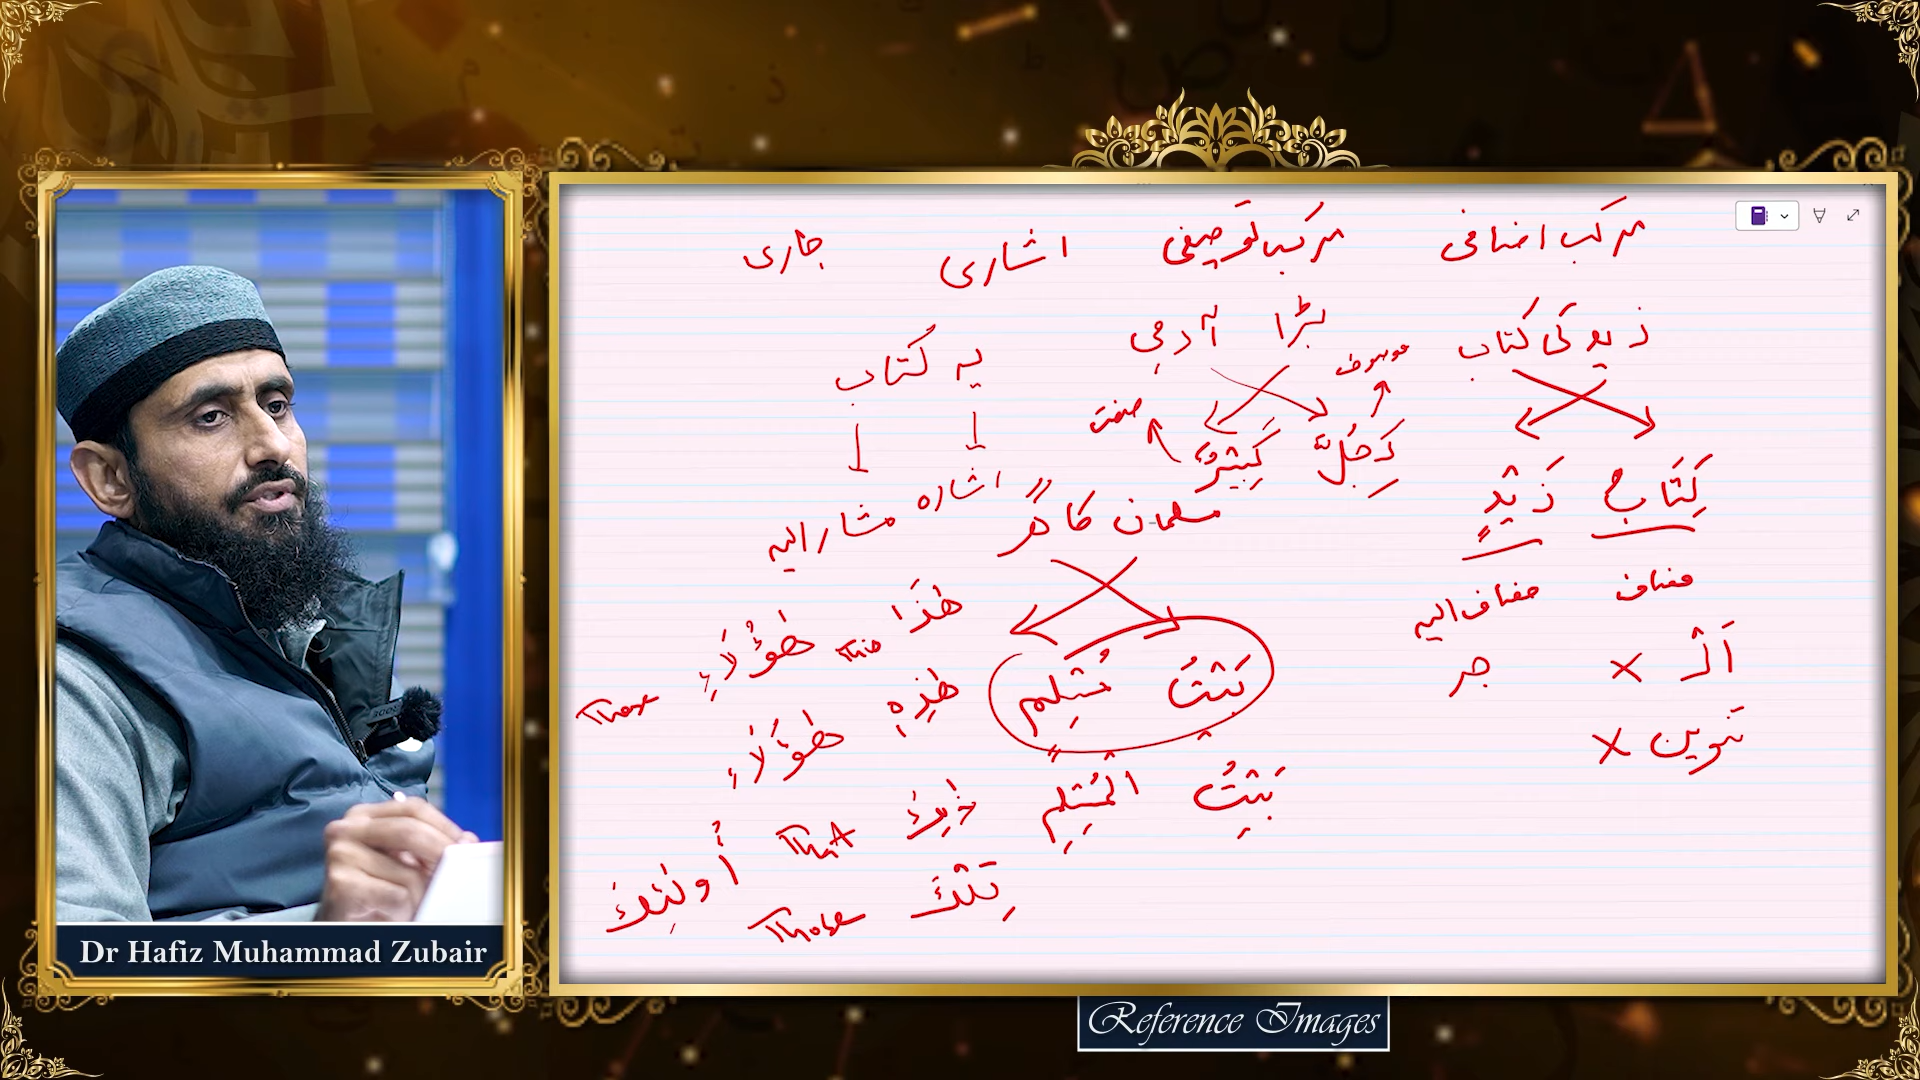 مرکب اضافی مرکب توصیفی اشاری جاری
زید کی کتاب
كِتَابُ زَيْدٍ
مضاف مضاف الیہ
اَلْ × جر
تنوین ×
بڑا آدمی
موصوف
صفت
رَجُلٌ كَبِيْرٌ
مسلمان کا گھر
بَيْتُ مُسْلِمٍ
بَيْتُ الْمُسْلِمِ
یہ کتاب
اشارہ مشار الیہ
هٰذَا This هٰؤُلَاءِ
هٰذِهٖ هٰؤُلَاءِ
ذٰلِكَ That أُولٰئِكَ
تِلْكَ Those
Dr Hafiz Muhammad Zubair
Reference Images